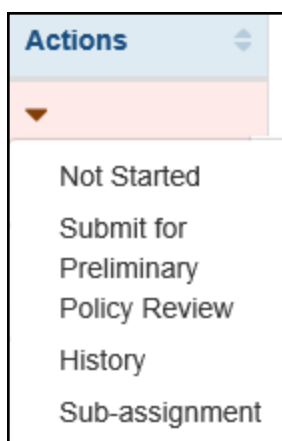 Actions
Not Started
Submit for
Preliminary
Policy Review
History
Sub-assignment